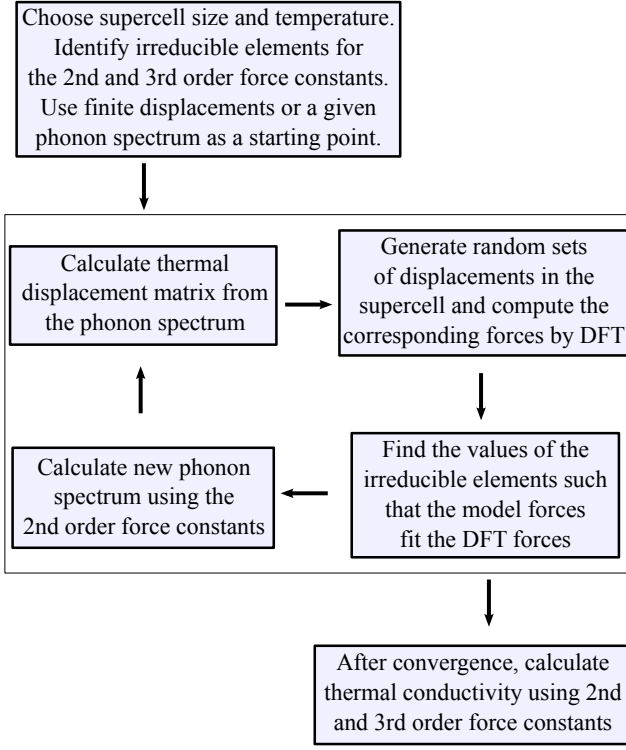 Choose supercell size and temperature.
Identify irreducible elements for
the 2nd and 3rd order force constants.
Use finite displacements or a given
phonon spectrum as a starting point.
Calculate thermal
displacement matrix from
the phonon spectrum
Generate random sets
of displacements in the
supercell and compute the
corresponding forces by DFT
Find the values of the
irreducible elements such
that the model forces
fit the DFT forces
Calculate new phonon
spectrum using the
2nd order force constants
After convergence, calculate
thermal conductivity using 2nd
and 3rd order force constants